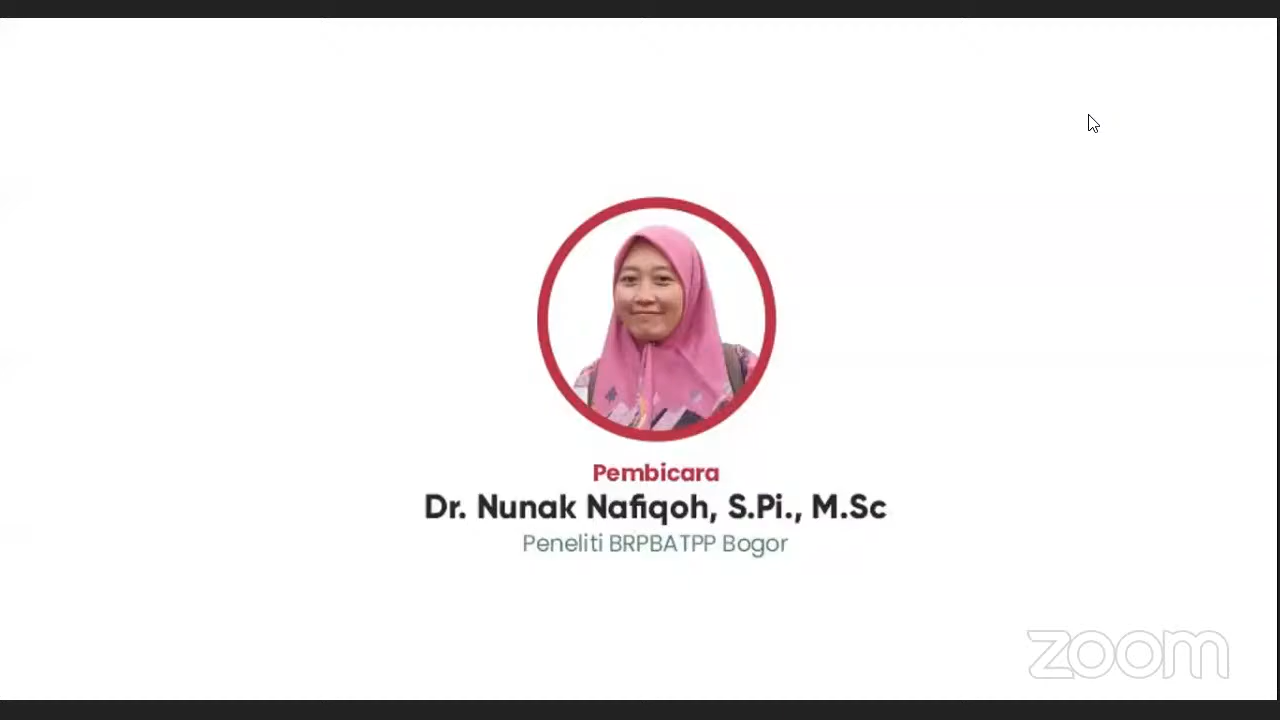 Pembicara
Dr. Nunak Nafiqoh, S.Pi., M.Sc
Peneliti BRPBATPP Bogor
zoom